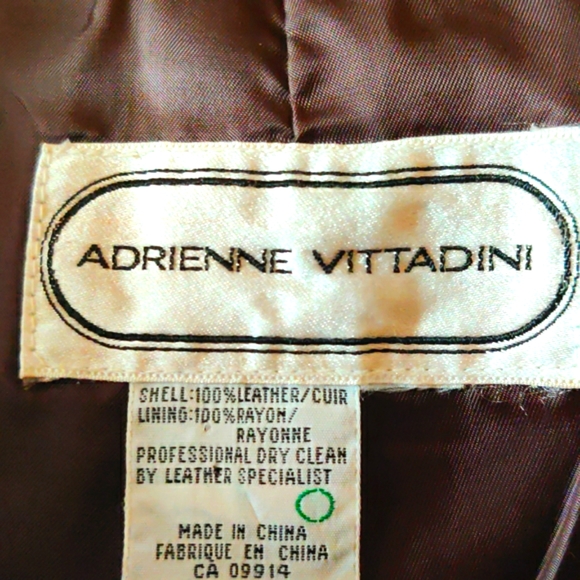 ADRIENNE VITTADINI
SHELL:100%LEATHER/CUIR
LINING:100%RAYON/
RAYONNE
PROFESSIONAL DRY CLEAN
BY LEATHER SPECIALIST
MADE IN CHINA
FABRIQUE EN CHINA
CA 09914